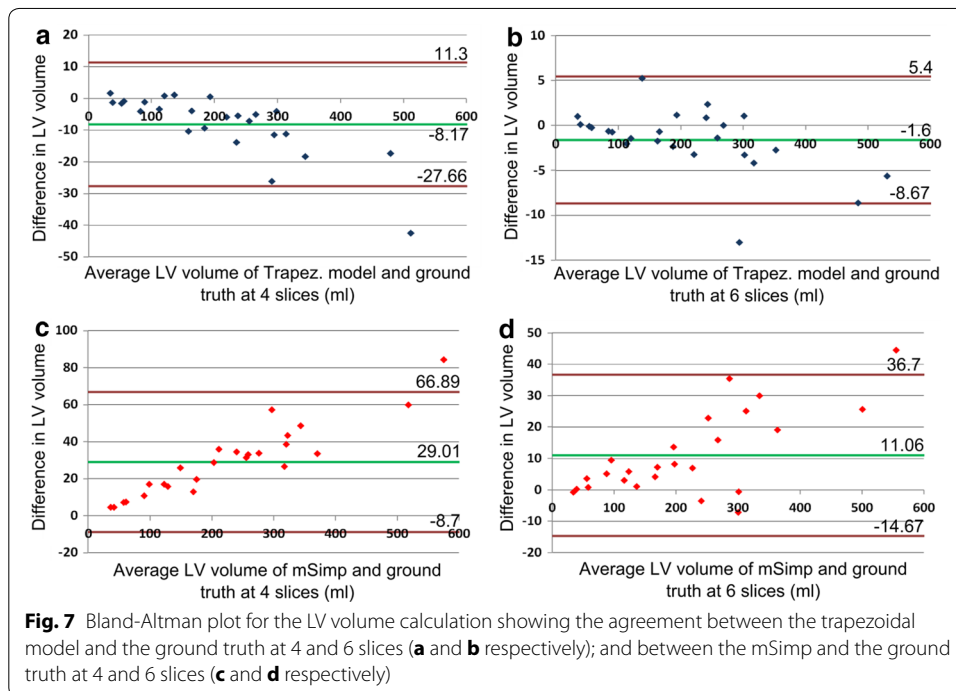 a
20
11.3
10
0
0 100 200 300 400 500 600
-10
-8.17
-20
-27.66
-30
-40
-50
Difference in LV volume
Average LV volume of Trapez. model and ground
truth at 4 slices (ml)
b
10
5.4
5
0
0 100 200 300 400 500 600
-1.6
-5
-8.67
-10
-15
Difference in LV volume
Average LV volume of Trapez. model and ground
truth at 6 slices (ml)
c
100
80
66.89
60
40
29.01
20
0
-8.7
0 100 200 300 400 500 600
-20
Difference in LV volume
Average LV volume of mSimp and ground
truth at 4 slices (ml)
d
50
40
36.7
30
20
11.06
10
0
0 100 200 300 400 500 600
-10
-14.67
-20
Difference in LV volume
Average LV volume of mSimp and ground
truth at 6 slices (ml)
Fig. 7 Bland-Altman plot for the LV volume calculation showing the agreement between the trapezoidal
model and the ground truth at 4 and 6 slices (a and b respectively); and between the mSimp and the ground
truth at 4 and 6 slices (c and d respectively)